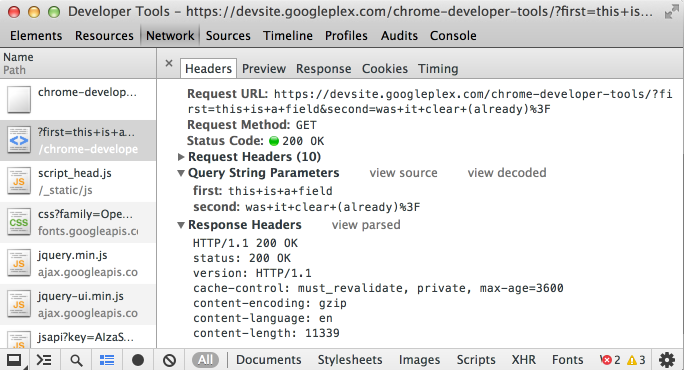 Developer Tools - https://devsite.googleplex.com/chrome-developer-tools/?first=this+is...
Elements Resources Network Sources Timeline Profiles Audits Console
Name
Path
chrome-develop...
?first=this+is+a...
/chrome-develope
script_head.js
/_static/js
CSS css?family=Ope...
fonts.googleapis.co
JS jquery.min.js
ajax.googleapis.co
JS jquery-ui.min.js
ajax.googleapis.co
JS jsapi?key=AIzaS...
× Headers Preview Response Cookies Timing
Request URL: https://devsite.googleplex.com/chrome-developer-tools/?fi
rst=this+is+a+field&second=was+it+clear+(already)%3F
Request Method: GET
Status Code: 200 OK
Request Headers (10)
Query String Parameters view source view decoded
first: this+is+a+field
second: was+it+clear+(already)%3F
Response Headers view parsed
HTTP/1.1 200 OK
status: 200 OK
version: HTTP/1.1
cache-control: must_revalidate, private, max-age=3600
content-encoding: gzip
content-language: en
content-length: 11339
All Documents Stylesheets Images Scripts XHR Fonts 2 3